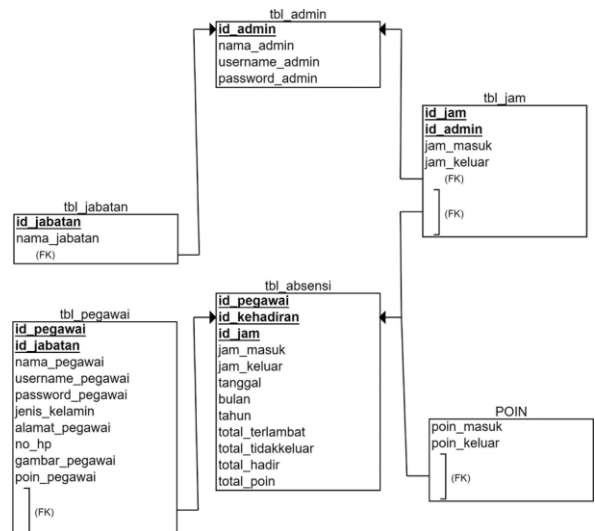 tbl_admin
id_admin
nama_admin
username_admin
password_admin
tbl_jam
id_jam
id_admin
jam_masuk
jam_keluar
(FK)
(FK)
tbl_jabatan
id_jabatan
nama_jabatan
(FK)
tbl_absensi
id_pegawai
id_kehadiran
id_jam
jam_masuk
jam_keluar
tanggal
bulan
tahun
total_terlambat
total_tidakkeluar
total_hadir
total_poin
tbl_pegawai
id_pegawai
id_jabatan
nama_pegawai
username_pegawai
password_pegawai
jenis_kelamin
alamat_pegawai
no_hp
gambar_pegawai
poin_pegawai
(FK)
POIN
poin_masuk
poin_keluar
(FK)